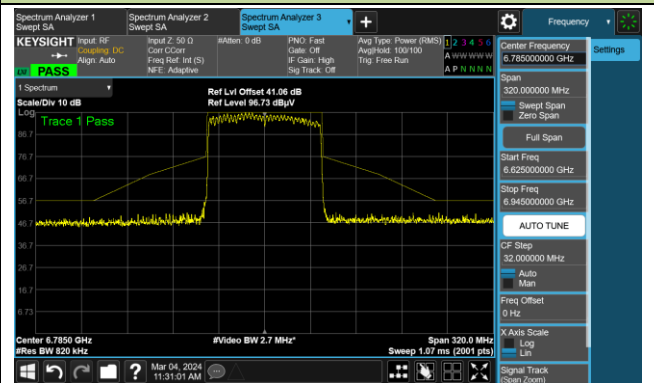 Spectrum Analyzer 1
Swept SA
Spectrum Analyzer 2
Swept SA
Spectrum Analyzer 3
Swept SA
Frequency
KEYSIGHT
Input: RF
Coupling: DC
Align: Auto
Input Z: 50 Ω
Corr CCorr
Freq Ref: Int (S)
NFE: Adaptive
#Atten: 0 dB
PNO: Fast
Gate: Off
IF Gain: High
Sig Track: Off
Avg Type: Power (RMS)
Avg|Hold: 100/100
Trig: Free Run
1 2 3 4 5 6
A W W W W W
A P N N N N
LXI
PASS
1 Spectrum
Scale/Div 10 dB
Ref Lvl Offset 41.06 dB
Ref Level 96.73 dBµV
Log
Trace 1 Pass
86.7
76.7
66.7
56.7
46.7
36.7
26.7
16.7
6.73
Center 6.7850 GHz
#Res BW 820 kHz
#Video BW 2.7 MHz*
Span 320.0 MHz
Sweep 1.07 ms (2001 pts)
Mar 04, 2024
11:31:01 AM
Center Frequency
6.785000000 GHz
Settings
Span
320.000000 MHz
Swept Span
Zero Span
Full Span
Start Freq
6.625000000 GHz
Stop Freq
6.945000000 GHz
AUTO TUNE
CF Step
32.000000 MHz
Auto
Man
Freq Offset
0 Hz
X Axis Scale
Log
Lin
Signal Track
(Span Zoom)